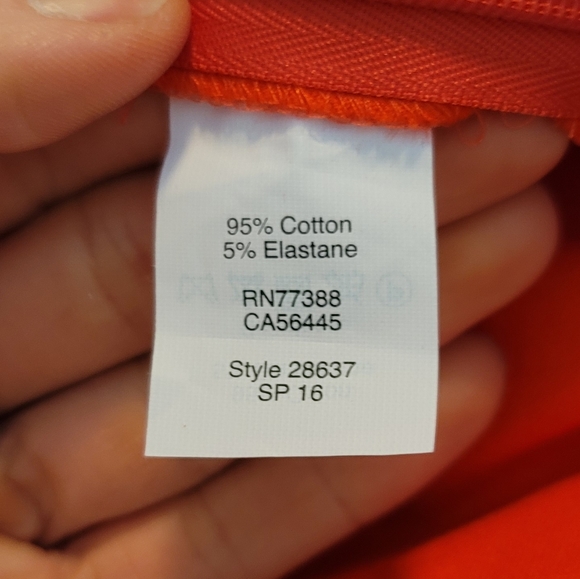 95% Cotton
5% Elastane
RN77388
CA56445
Style 28637
SP 16